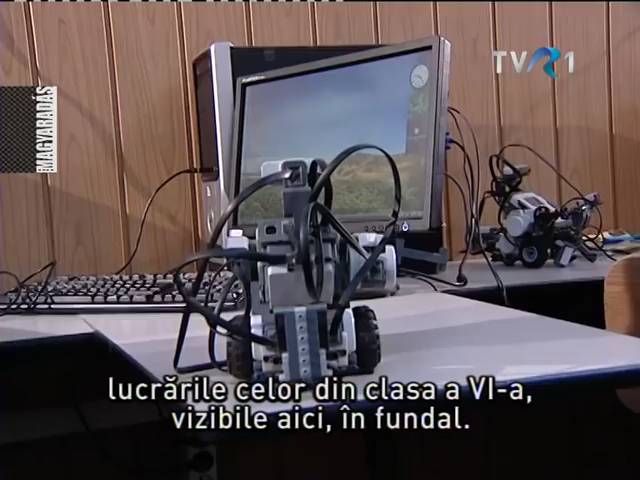 TVR1
MAGYARADÁS
lucrările celor din clasa a VI-a,
vizibile aici, în fundal.